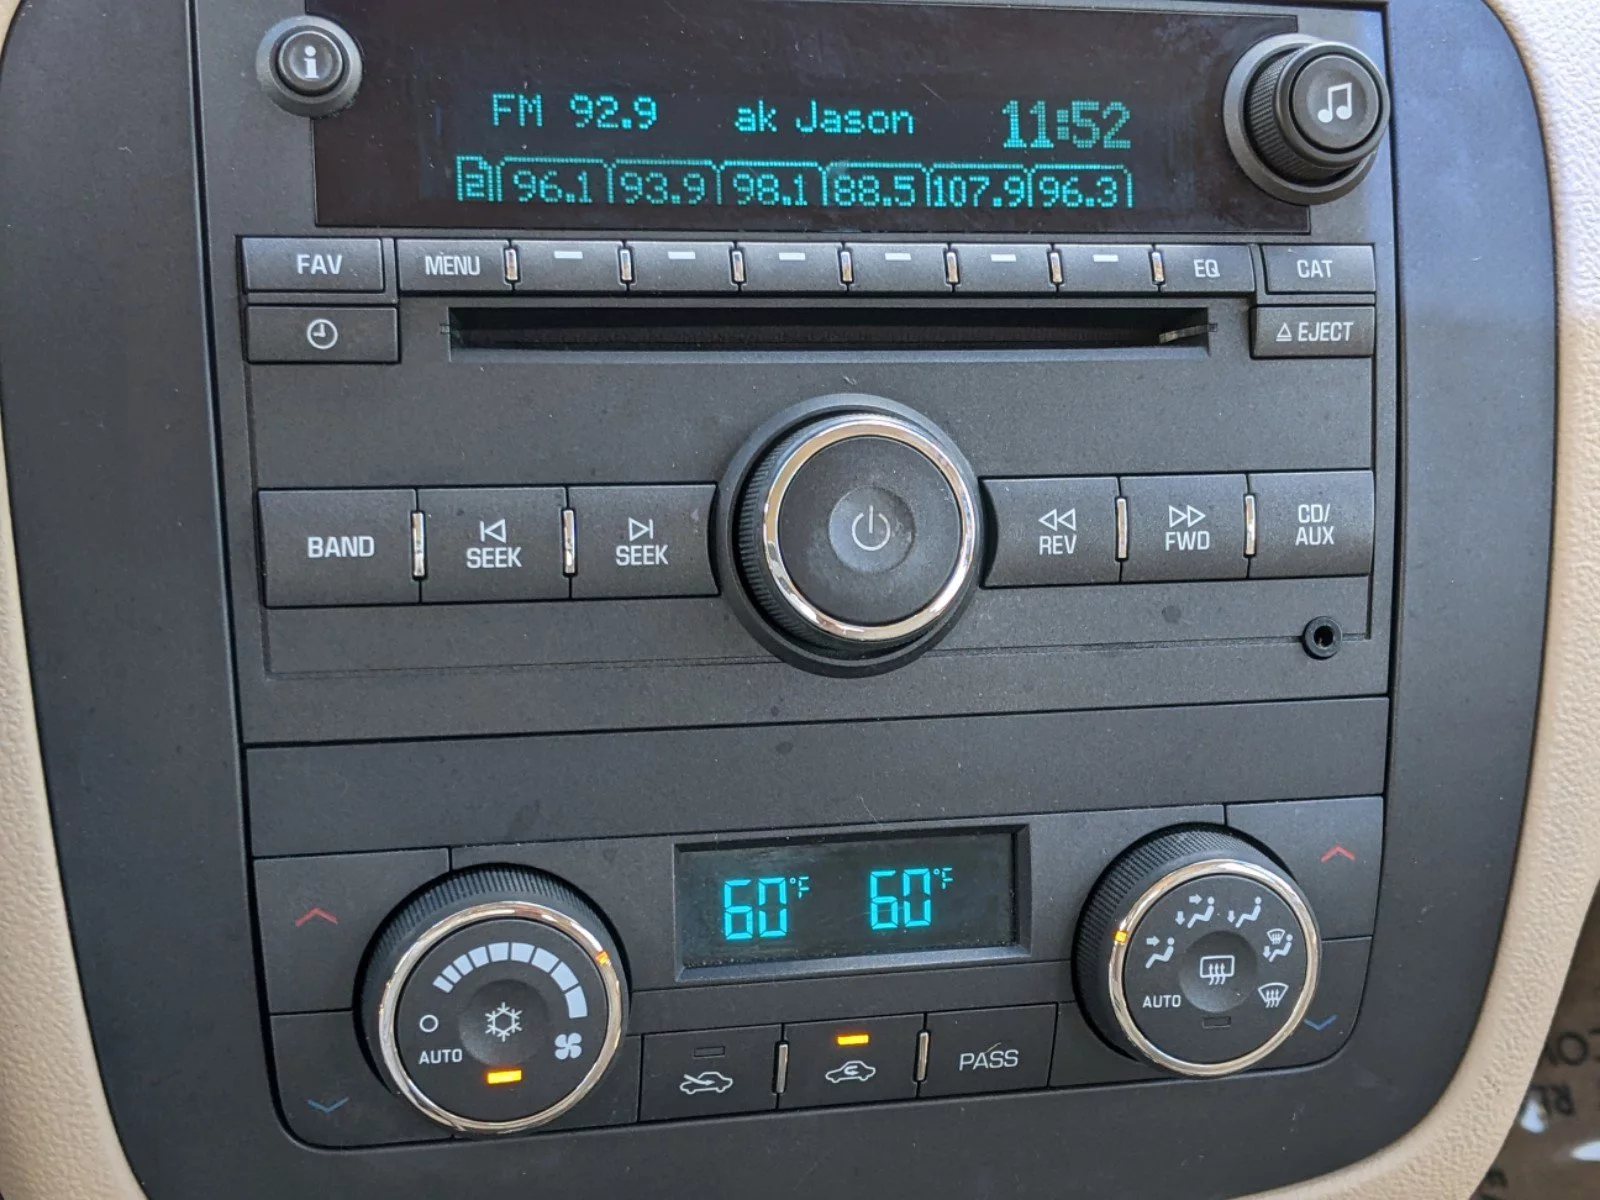 i
FM 92.9 ak Jason 11:52
2 96.1 93.9 98.1 88.5 107.9 96.3
FAV MENU EQ CAT
EJECT
BAND SEEK SEEK REV FWD CD/AUX
60°F 60°F
AUTO
AUTO
PASS